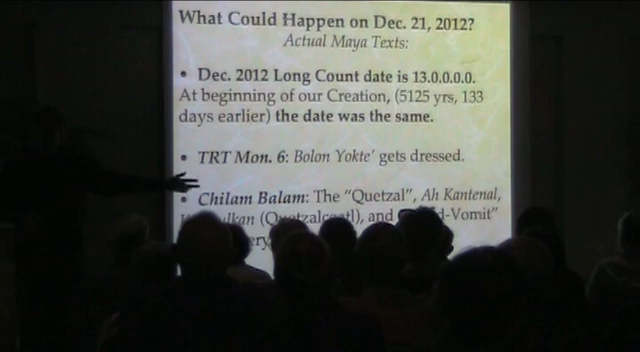 What Could Happen on Dec. 21, 2012?
Actual Maya Texts:
• Dec. 2012 Long Count date is 13.0.0.0.0.
At beginning of our Creation, (5125 yrs, 133
days earlier) the date was the same.
• TRT Mon. 6: Bolon Yokte' gets dressed.
• Chilam Balam: The "Quetzal", Ah Kantenal,
(Quetzalcoatl), and